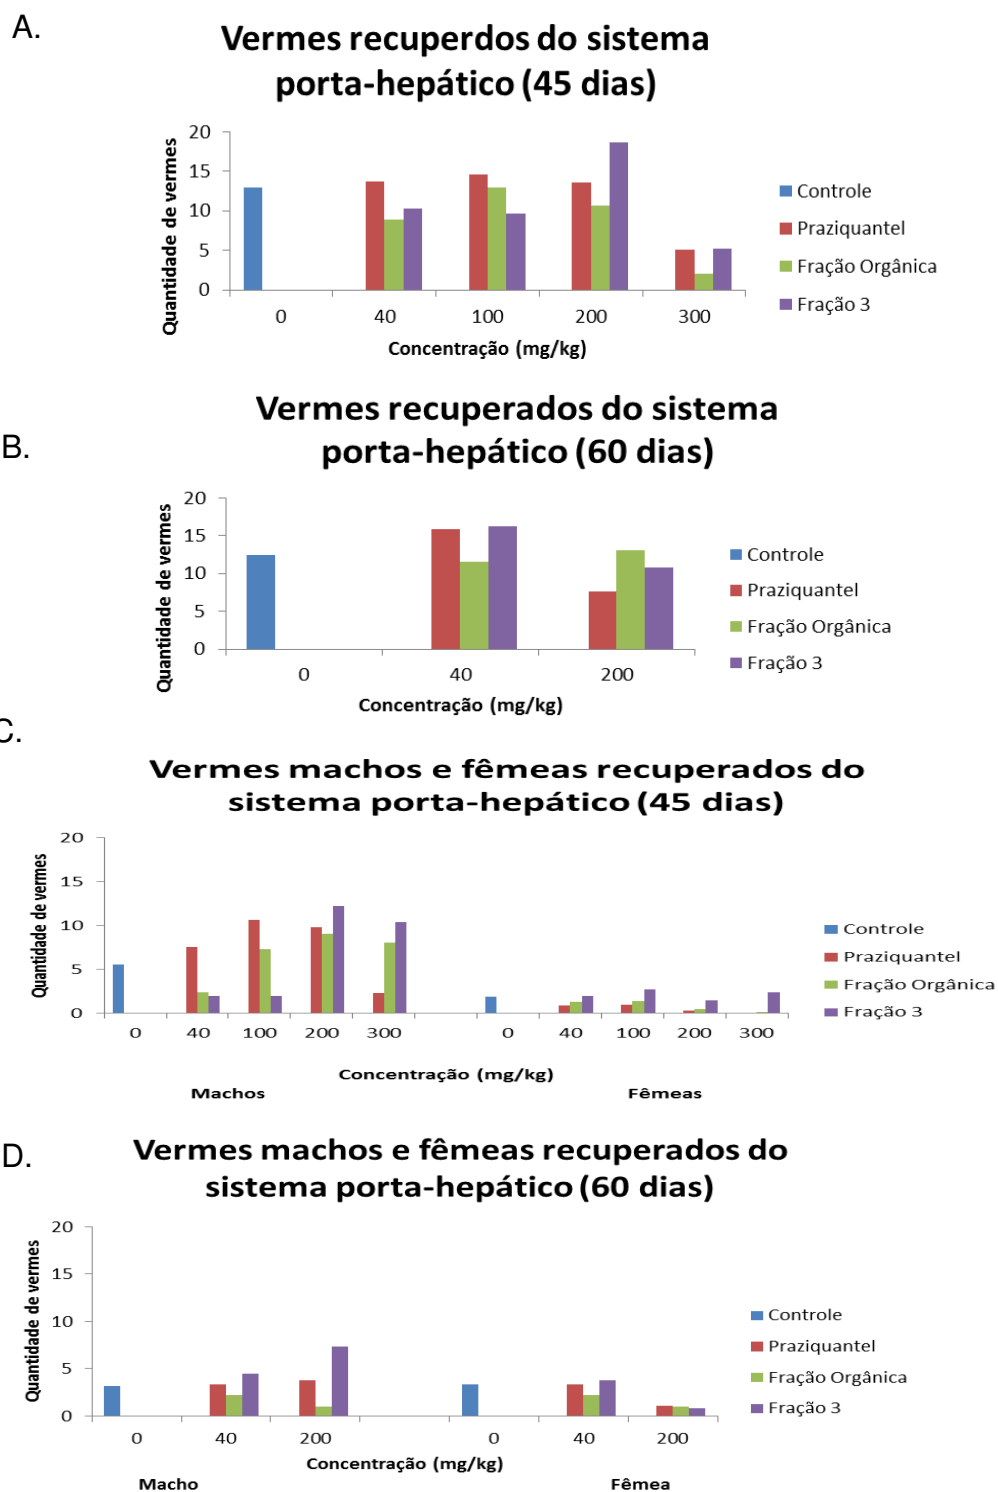 A.
Vermes recuperdos do sistema
porta-hepático (45 dias)
Quantidade de vermes
20
15
10
5
0
0 40 100 200 300
Concentração (mg/kg)
Controle
Praziquantel
Fração Orgânica
Fração 3
B.
Vermes recuperados do sistema
porta-hepático (60 dias)
Quantidade de vermes
20
15
10
5
0
0 40 200
Concentração (mg/kg)
Controle
Praziquantel
Fração Orgânica
Fração 3
C.
Vermes machos e fêmeas recuperados do
sistema porta-hepático (45 dias)
Quantidade de vermes
20
15
10
5
0
0 40 100 200 300 0 40 100 200 300
Concentração (mg/kg)
Machos Fêmeas
Controle
Praziquantel
Fração Orgânica
Fração 3
D.
Vermes machos e fêmeas recuperados do
sistema porta-hepático (60 dias)
Quantidade de vermes
20
15
10
5
0
0 40 200 0 40 200
Concentração (mg/kg)
Macho Fêmea
Controle
Praziquantel
Fração Orgânica
Fração 3